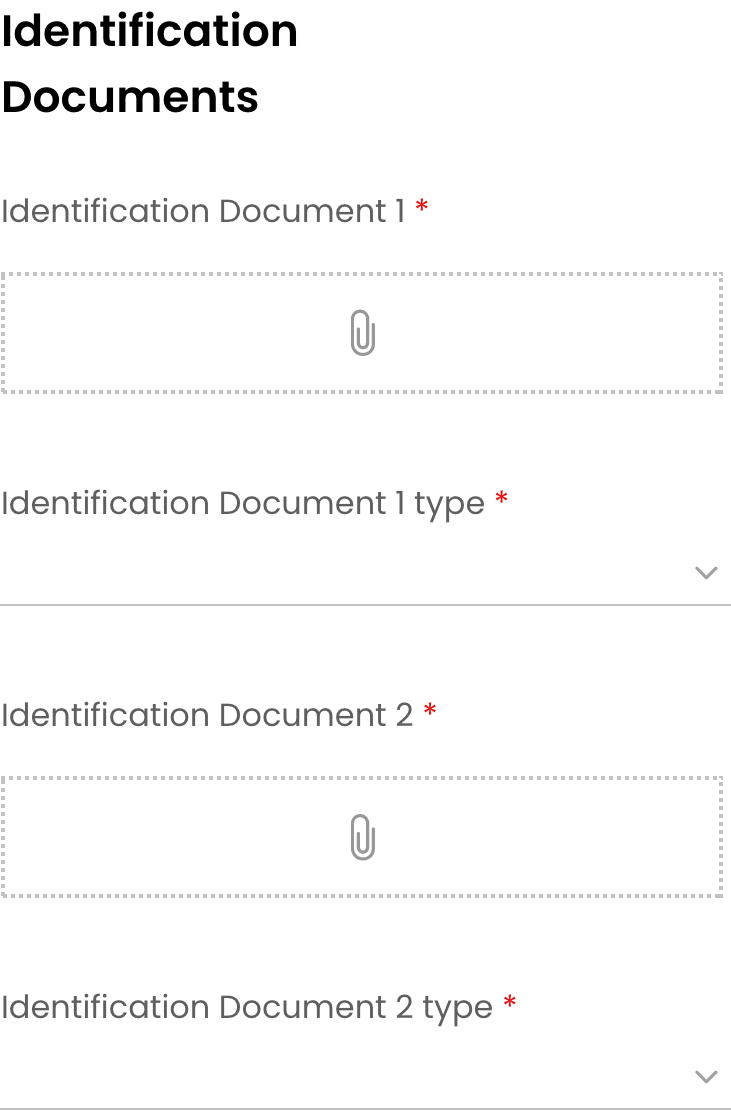 Identification
Documents
Identification Document 1 *
Identification Document 1 type *
Identification Document 2 *
Identification Document 2 type *